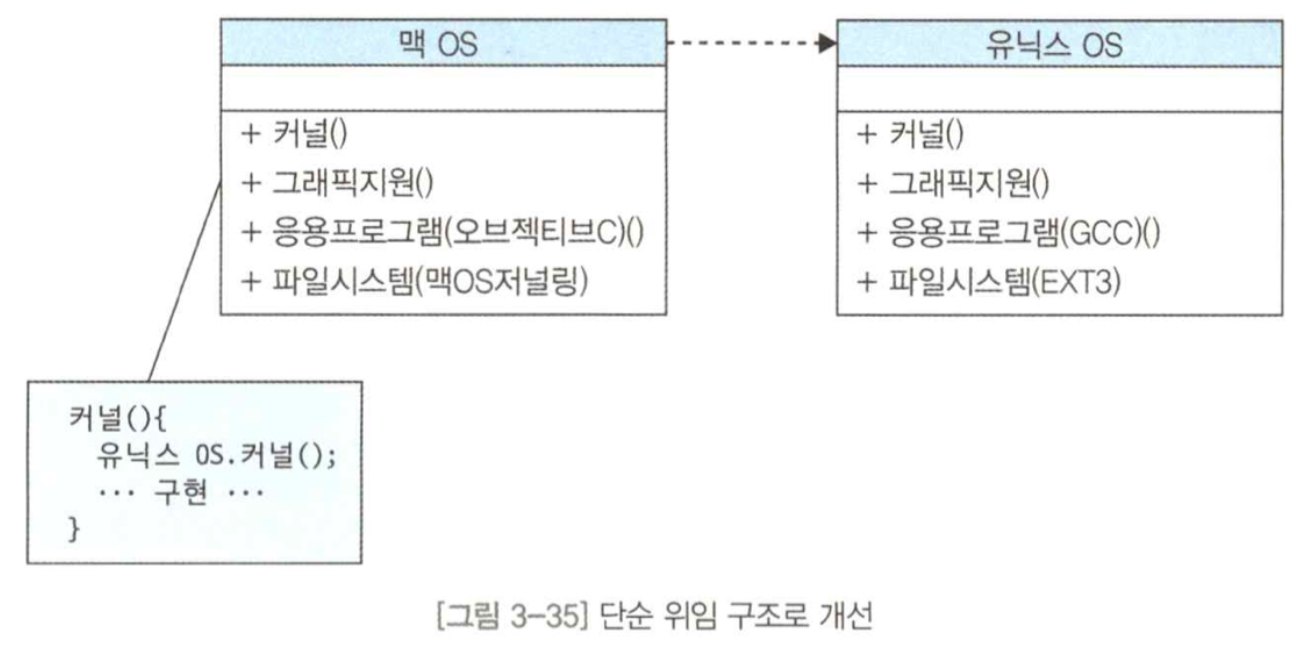 맥 OS
유닉스 OS
+ 커널()
+ 그래픽지원()
+ 응용프로그램(오브젝티브C)()
+ 파일시스템(맥OS저널링)
+ 커널()
+ 그래픽지원()
+ 응용프로그램(GCC)()
+ 파일시스템(EXT3)
커널(){
유닉스 OS.커널();
··· 구현 ···
}
[그림 3-35] 단순 위임 구조로 개선